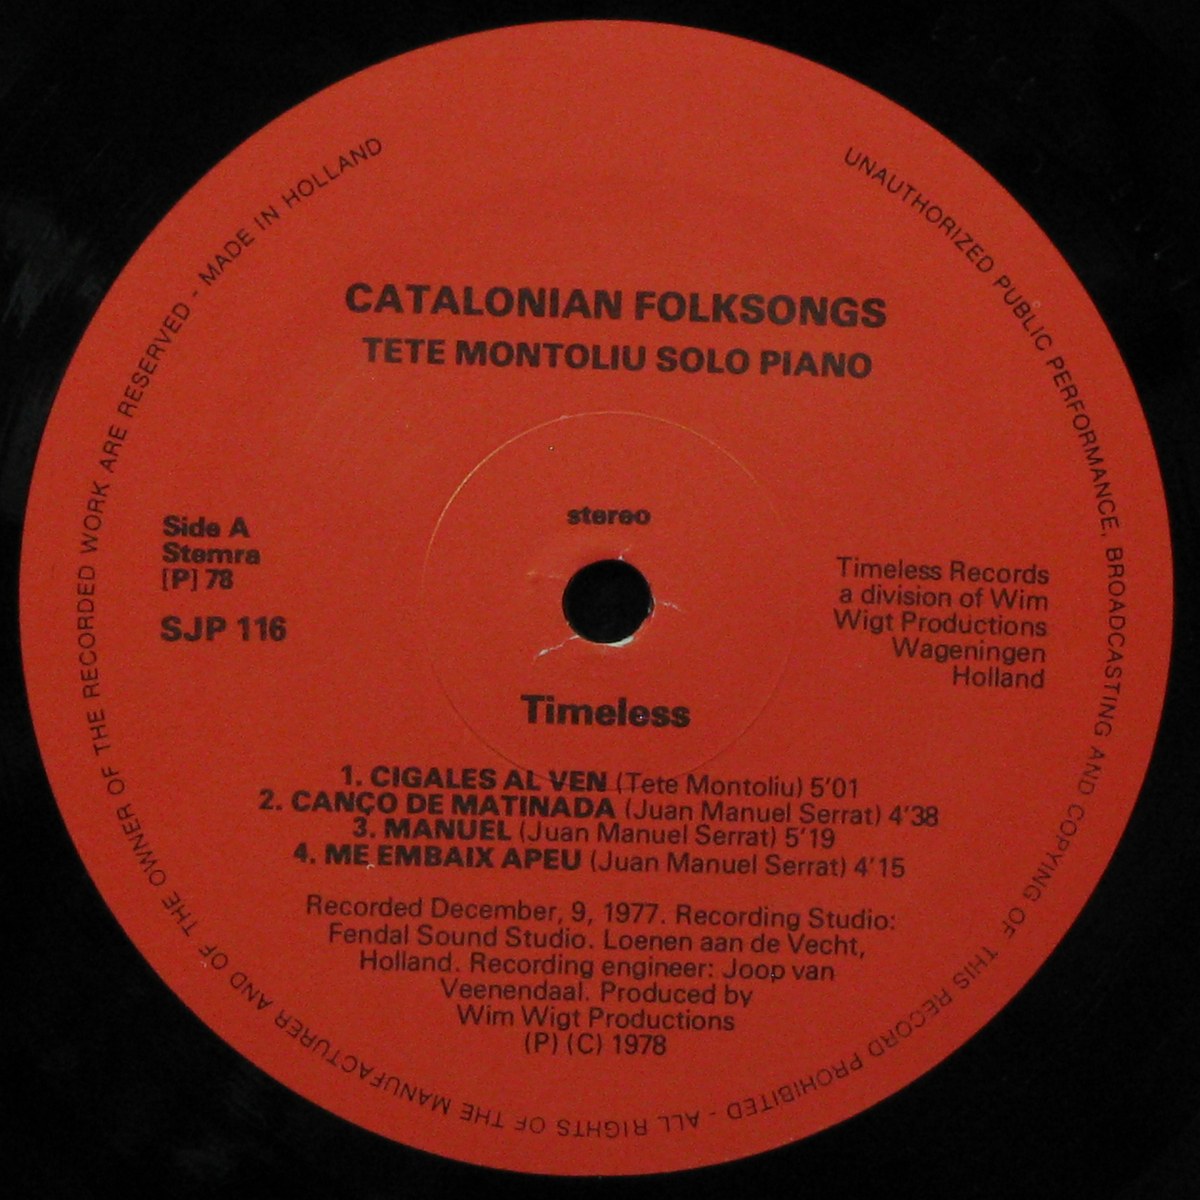 UNAUTHORIZED PUBLIC PERFORMANCE, BROADCASTING AND COPYING OF THIS RECORD PROHIBITED - ALL RIGHTS OF THE MANUFACTURER AND OF THE OWNER OF THE RECORDED WORK ARE RESERVED - MADE IN HOLLAND
CATALONIAN FOLKSONGS
TETE MONTOLIU SOLO PIANO
stereo
Side A
Stemra
[P] 78
SJP 116
Timeless Records
a division of Wim
Wigt Productions
Wageningen
Holland
Timeless
1. CIGALES AL VEN (Tete Montoliu) 5'01
2. CANÇO DE MATINADA (Juan Manuel Serrat) 4'38
3. MANUEL (Juan Manuel Serrat) 5'19
4. ME EMBAIX APEU (Juan Manuel Serrat) 4'15
Recorded December, 9, 1977. Recording Studio:
Fendal Sound Studio. Loenen aan de Vecht,
Holland. Recording engineer: Joop van
Veenendaal. Produced by
Wim Wigt Productions
(P) (C) 1978